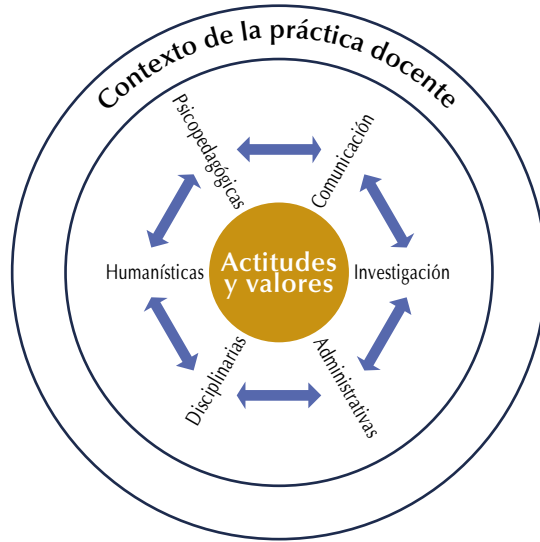 Contexto de la práctica docente
Psicopedagógicas
Comunicación
Humanísticas
Actitudes
y valores
Investigación
Disciplinarias
Administrativas